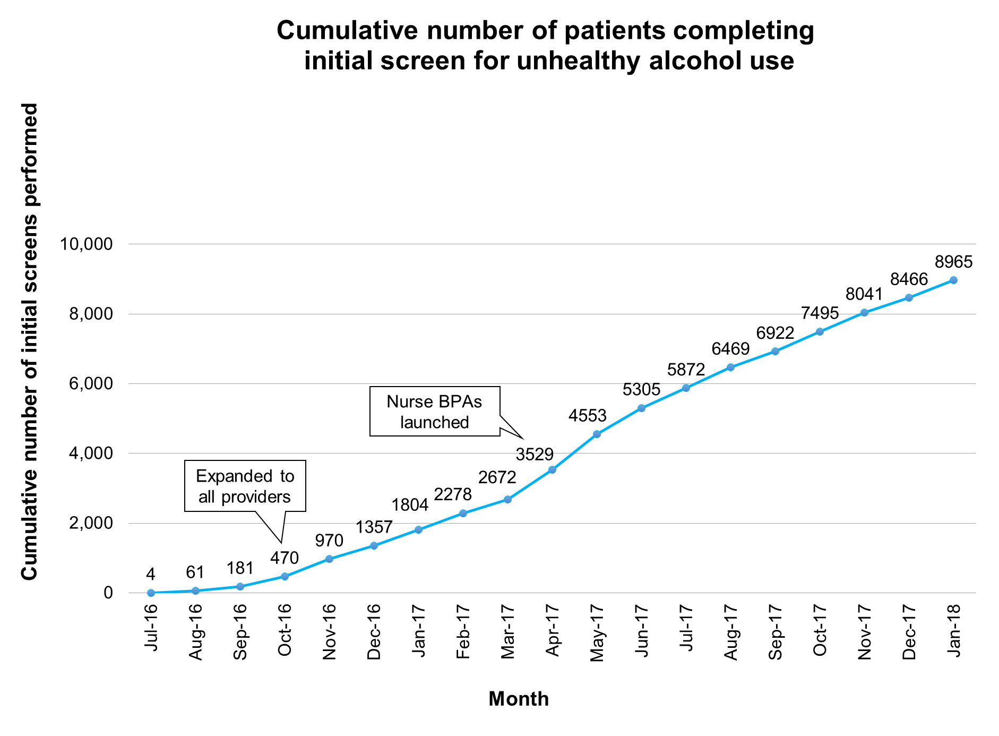 Cumulative number of patients completing
initial screen for unhealthy alcohol use
Cumulative number of initial screens performed
10,000
8,000
6,000
4,000
2,000
0
4
61
181
470
970
1357
1804
2278
2672
3529
4553
5305
5872
6469
6922
7495
8041
8466
8965
Expanded to
all providers
Nurse BPAs
launched
Jul-16
Aug-16
Sep-16
Oct-16
Nov-16
Dec-16
Jan-17
Feb-17
Mar-17
Apr-17
May-17
Jun-17
Jul-17
Aug-17
Sep-17
Oct-17
Nov-17
Dec-17
Jan-18
Month